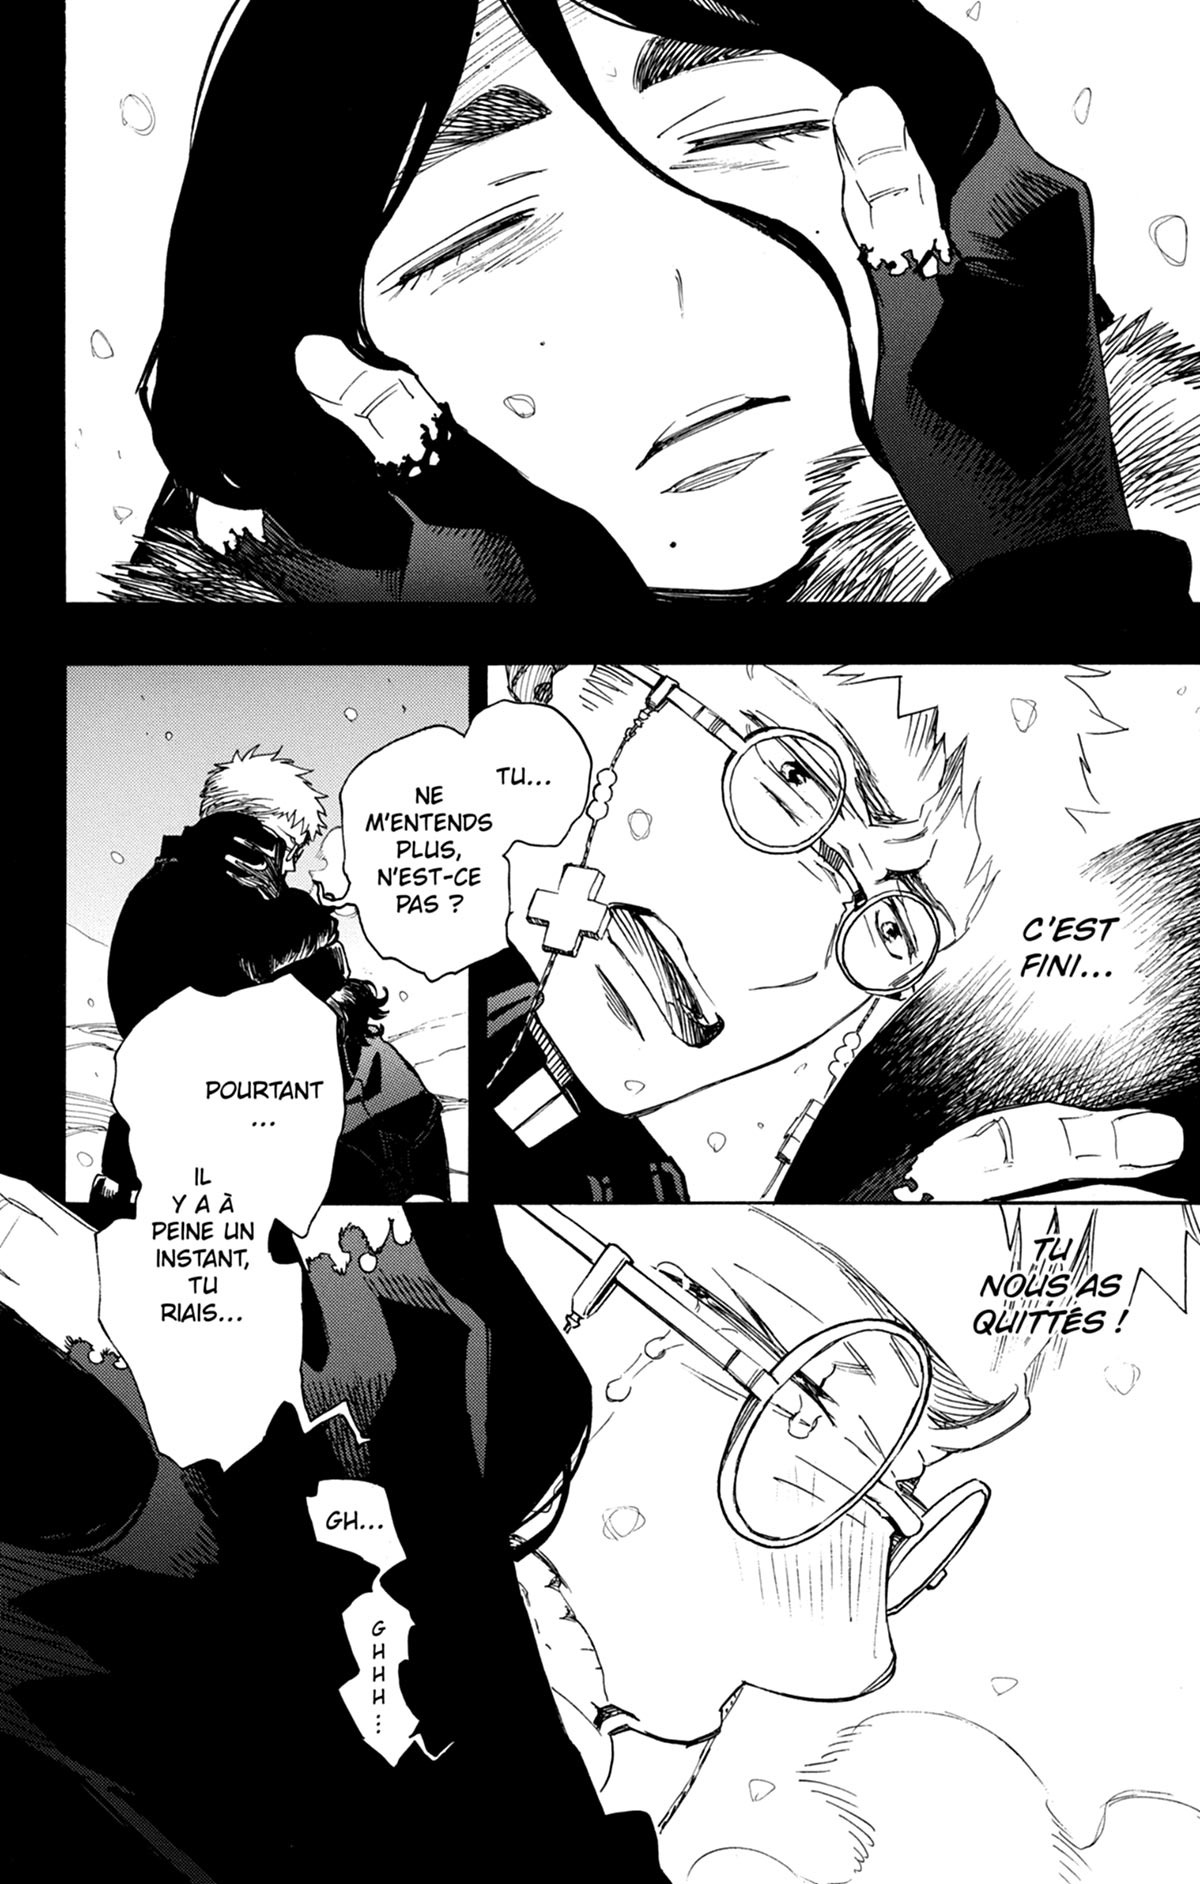 C'EST
FINI...
TU...
NE
M'ENTENDS
PLUS,
N'EST-CE
PAS ?
POURTANT
...
IL
Y A À
PEINE UN
INSTANT,
TU
RIAIS...
TU
NOUS AS
QUITTÉS !
GH...
GHHH...